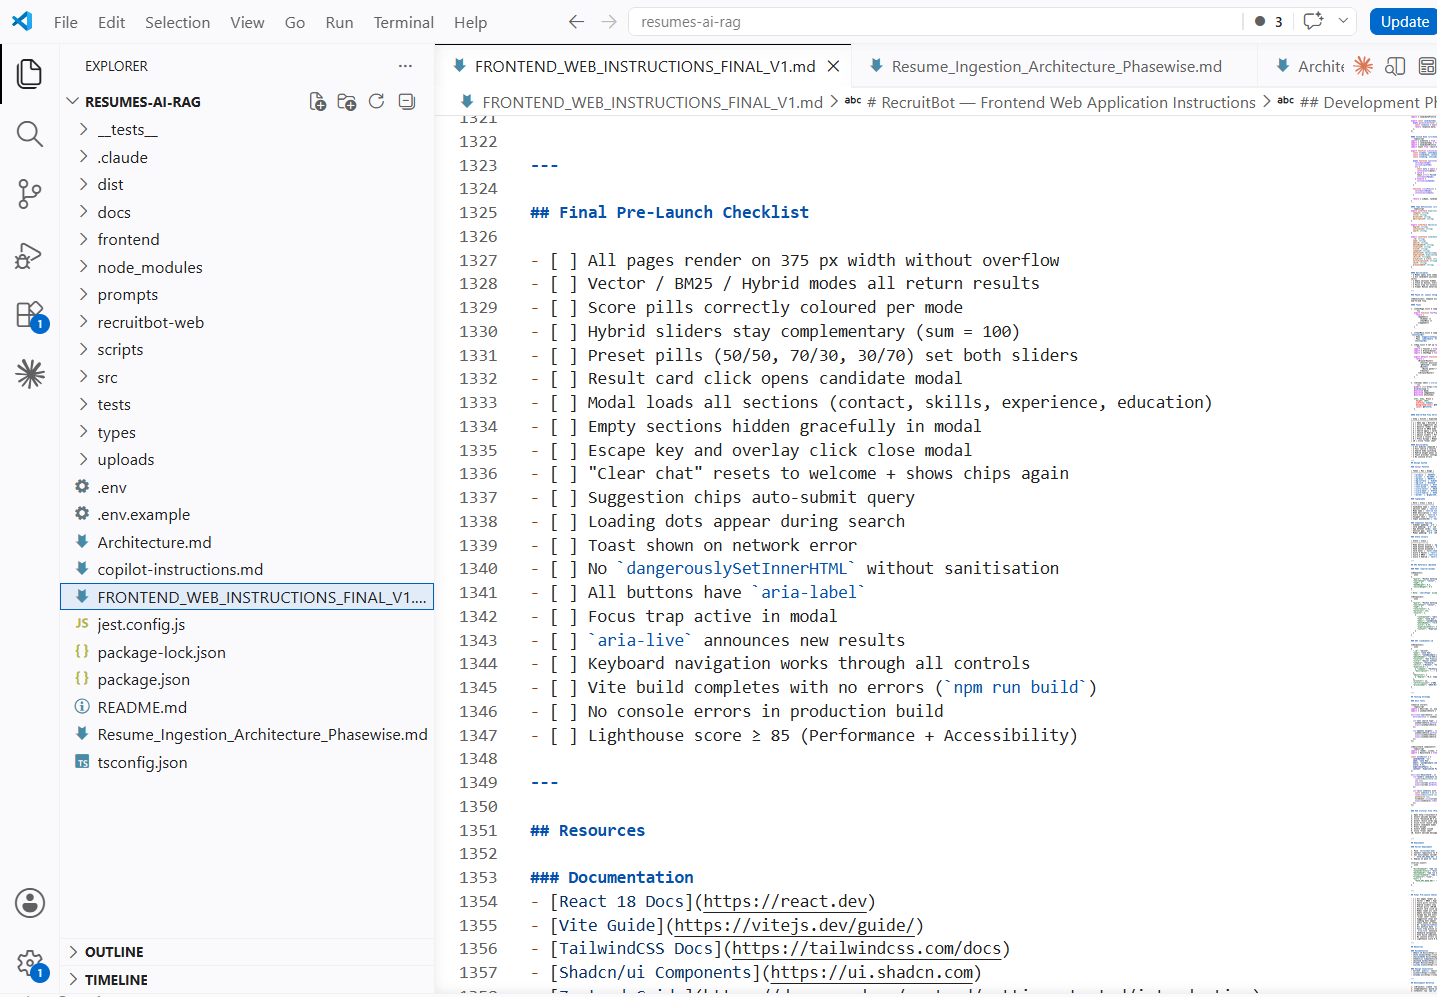 File Edit Selection View Go Run Terminal Help
resumes-ai-rag
3
Update
EXPLORER
FRONTEND_WEB_INSTRUCTIONS_FINAL_V1.md
Resume_Ingestion_Architecture_Phasewise.md
Archite
FRONTEND_WEB_INSTRUCTIONS_FINAL_V1.md > abc # RecruitBot — Frontend Web Application Instructions > abc ## Development Ph
RESUMES-AI-RAG
__tests__
.claude
dist
docs
frontend
node_modules
prompts
recruitbot-web
scripts
src
tests
types
uploads
.env
.env.example
Architecture.md
copilot-instructions.md
FRONTEND_WEB_INSTRUCTIONS_FINAL_V1....
JS jest.config.js
{} package-lock.json
{} package.json
README.md
Resume_Ingestion_Architecture_Phasewise.md
TS tsconfig.json
OUTLINE
TIMELINE
1
1
1321
1322
1323 ---
1324
1325 ## Final Pre-Launch Checklist
1326
1327 - [ ] All pages render on 375 px width without overflow
1328 - [ ] Vector / BM25 / Hybrid modes all return results
1329 - [ ] Score pills correctly coloured per mode
1330 - [ ] Hybrid sliders stay complementary (sum = 100)
1331 - [ ] Preset pills (50/50, 70/30, 30/70) set both sliders
1332 - [ ] Result card click opens candidate modal
1333 - [ ] Modal loads all sections (contact, skills, experience, education)
1334 - [ ] Empty sections hidden gracefully in modal
1335 - [ ] Escape key and overlay click close modal
1336 - [ ] "Clear chat" resets to welcome + shows chips again
1337 - [ ] Suggestion chips auto-submit query
1338 - [ ] Loading dots appear during search
1339 - [ ] Toast shown on network error
1340 - [ ] No `dangerouslySetInnerHTML` without sanitisation
1341 - [ ] All buttons have `aria-label`
1342 - [ ] Focus trap active in modal
1343 - [ ] `aria-live` announces new results
1344 - [ ] Keyboard navigation works through all controls
1345 - [ ] Vite build completes with no errors (`npm run build`)
1346 - [ ] No console errors in production build
1347 - [ ] Lighthouse score ≥ 85 (Performance + Accessibility)
1348
1349 ---
1350
1351 ## Resources
1352
1353 ### Documentation
1354 - [React 18 Docs](https://react.dev)
1355 - [Vite Guide](https://vitejs.dev/guide/)
1356 - [TailwindCSS Docs](https://tailwindcss.com/docs)
1357 - [Shadcn/ui Components](https://ui.shadcn.com)